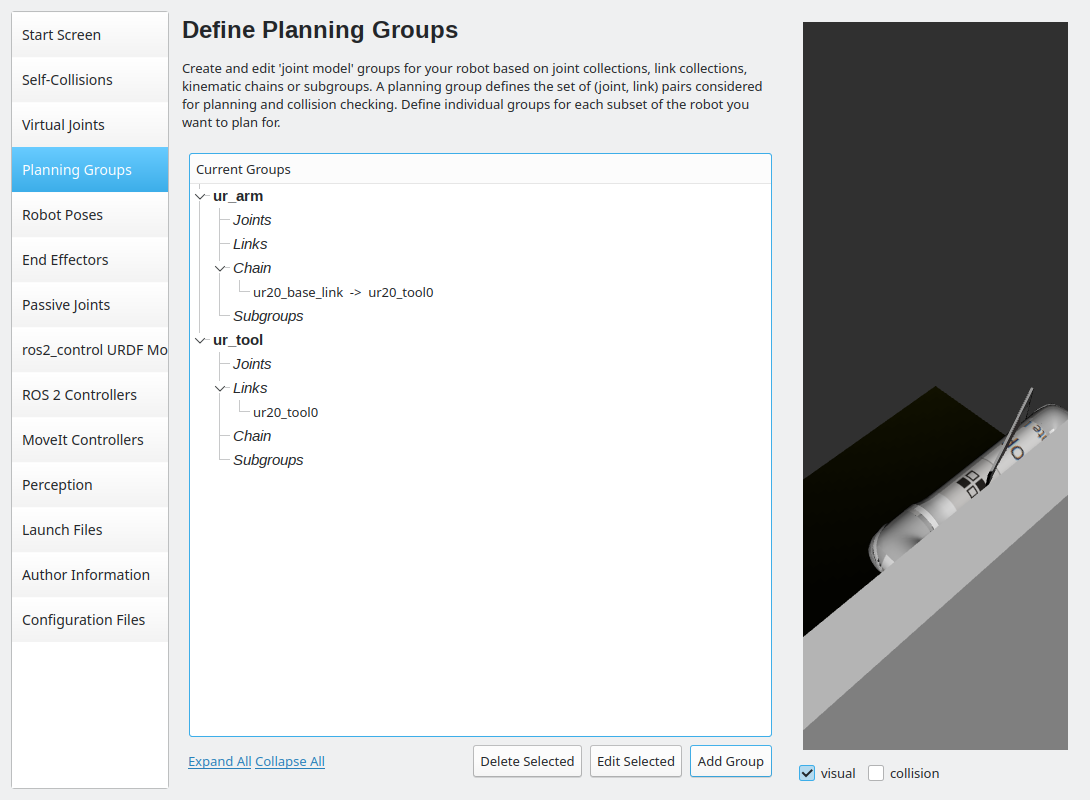 Start Screen
Self-Collisions
Virtual Joints
Planning Groups
Robot Poses
End Effectors
Passive Joints
ros2_control URDF Mo
ROS 2 Controllers
MoveIt Controllers
Perception
Launch Files
Author Information
Configuration Files
Define Planning Groups
Create and edit 'joint model' groups for your robot based on joint collections, link collections,
kinematic chains or subgroups. A planning group defines the set of (joint, link) pairs considered
for planning and collision checking. Define individual groups for each subset of the robot you
want to plan for.
Current Groups
ur_arm
Joints
Links
Chain
ur20_base_link -> ur20_tool0
Subgroups
ur_tool
Joints
Links
ur20_tool0
Chain
Subgroups
Expand All Collapse All
Delete Selected
Edit Selected
Add Group
visual
collision